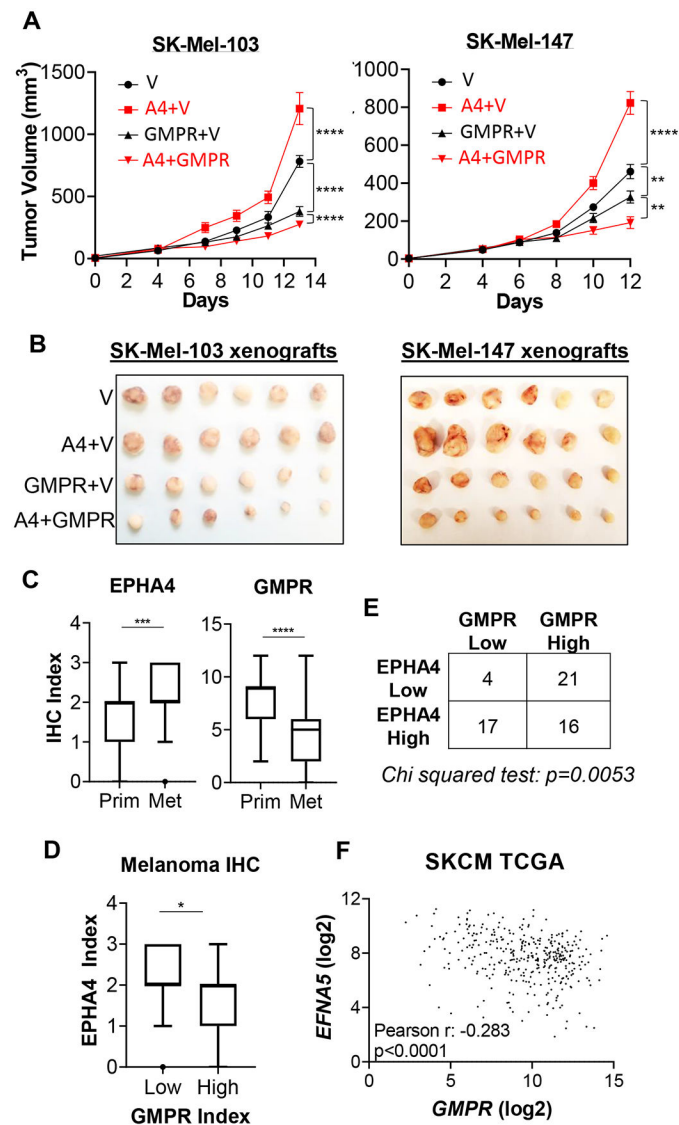 A
SK-Mel-103
SK-Mel-147
Tumor Volume (mm³)
1500
1000
500
0
V
A4+V
GMPR+V
A4+GMPR
****
****
****
0 2 4 6 8 10 12 14
Days
1000
800
600
400
200
0
V
A4+V
GMPR+V
A4+GMPR
****
**
**
0 2 4 6 8 10 12
Days
B
SK-Mel-103 xenografts
SK-Mel-147 xenografts
V
A4+V
GMPR+V
A4+GMPR
C
EPHA4
GMPR
IHC Index
4
3
2
1
0
***
Prim Met
15
10
5
0
****
Prim Met
E
GMPR
Low
GMPR
High
EPHA4
Low
4 21
EPHA4
High
17 16
Chi squared test: p=0.0053
D
Melanoma IHC
EPHA4 Index
4
3
2
1
0
*
Low High
GMPR Index
F
SKCM TCGA
EFNA5 (log2)
12
8
4
0
Pearson r: -0.283
p<0.0001
0 5 10 15
GMPR (log2)